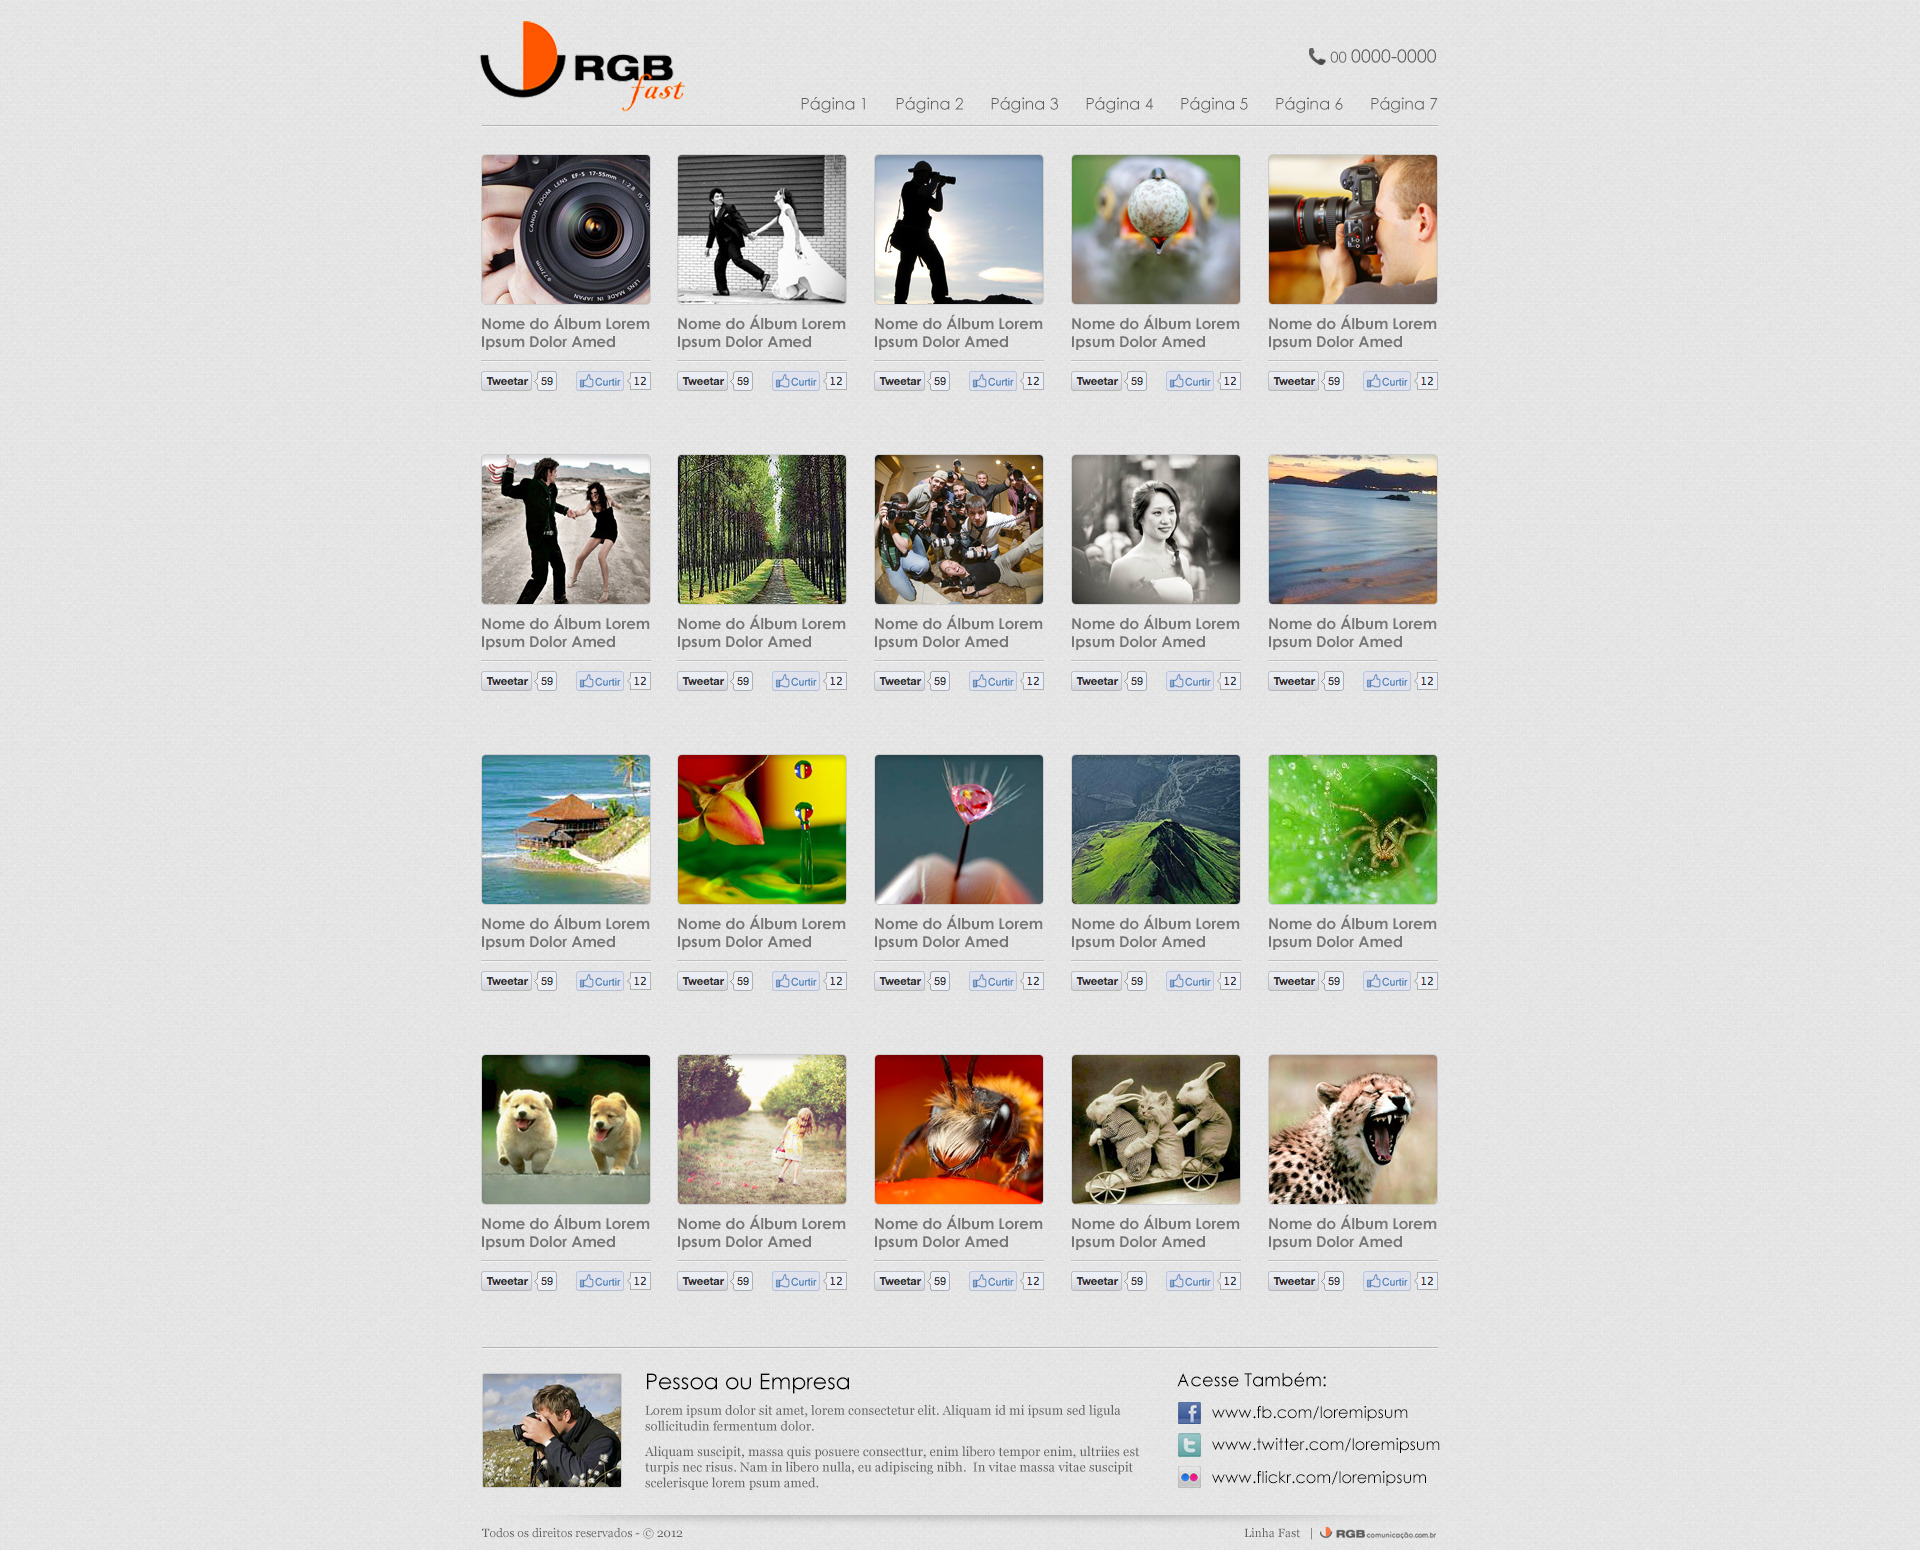 RGB
fast
00 0000-0000
Página 1 Página 2 Página 3 Página 4 Página 5 Página 6 Página 7
CANON ZOOM LENS EF-S 17-55mm 1:2.8 IS
ø77mm LENS MADE IN JAPAN
Nome do Álbum Lorem
Ipsum Dolor Amed
Tweetar 59 Curtir 12
Nome do Álbum Lorem
Ipsum Dolor Amed
Tweetar 59 Curtir 12
Nome do Álbum Lorem
Ipsum Dolor Amed
Tweetar 59 Curtir 12
Nome do Álbum Lorem
Ipsum Dolor Amed
Tweetar 59 Curtir 12
Nome do Álbum Lorem
Ipsum Dolor Amed
Tweetar 59 Curtir 12
Nome do Álbum Lorem
Ipsum Dolor Amed
Tweetar 59 Curtir 12
Nome do Álbum Lorem
Ipsum Dolor Amed
Tweetar 59 Curtir 12
Nome do Álbum Lorem
Ipsum Dolor Amed
Tweetar 59 Curtir 12
Nome do Álbum Lorem
Ipsum Dolor Amed
Tweetar 59 Curtir 12
Nome do Álbum Lorem
Ipsum Dolor Amed
Tweetar 59 Curtir 12
Nome do Álbum Lorem
Ipsum Dolor Amed
Tweetar 59 Curtir 12
Nome do Álbum Lorem
Ipsum Dolor Amed
Tweetar 59 Curtir 12
Nome do Álbum Lorem
Ipsum Dolor Amed
Tweetar 59 Curtir 12
Nome do Álbum Lorem
Ipsum Dolor Amed
Tweetar 59 Curtir 12
Nome do Álbum Lorem
Ipsum Dolor Amed
Tweetar 59 Curtir 12
Nome do Álbum Lorem
Ipsum Dolor Amed
Tweetar 59 Curtir 12
Nome do Álbum Lorem
Ipsum Dolor Amed
Tweetar 59 Curtir 12
Nome do Álbum Lorem
Ipsum Dolor Amed
Tweetar 59 Curtir 12
Nome do Álbum Lorem
Ipsum Dolor Amed
Tweetar 59 Curtir 12
Nome do Álbum Lorem
Ipsum Dolor Amed
Tweetar 59 Curtir 12
Pessoa ou Empresa
Lorem ipsum dolor sit amet, lorem consectetur elit. Aliquam id mi ipsum sed ligula
sollicitudin fermentum dolor.
Aliquam suscipit, massa quis posuere consecttur, enim libero tempor enim, ultriies est
turpis nec risus. Nam in libero nulla, eu adipiscing nibh. In vitae massa vitae suscipit
scelerisque lorem psum amed.
Acesse Também:
www.fb.com/loremipsum
www.twitter.com/loremipsum
www.flickr.com/loremipsum
Todos os direitos reservados - © 2012
Linha Fast | RGB comunicação.com.br